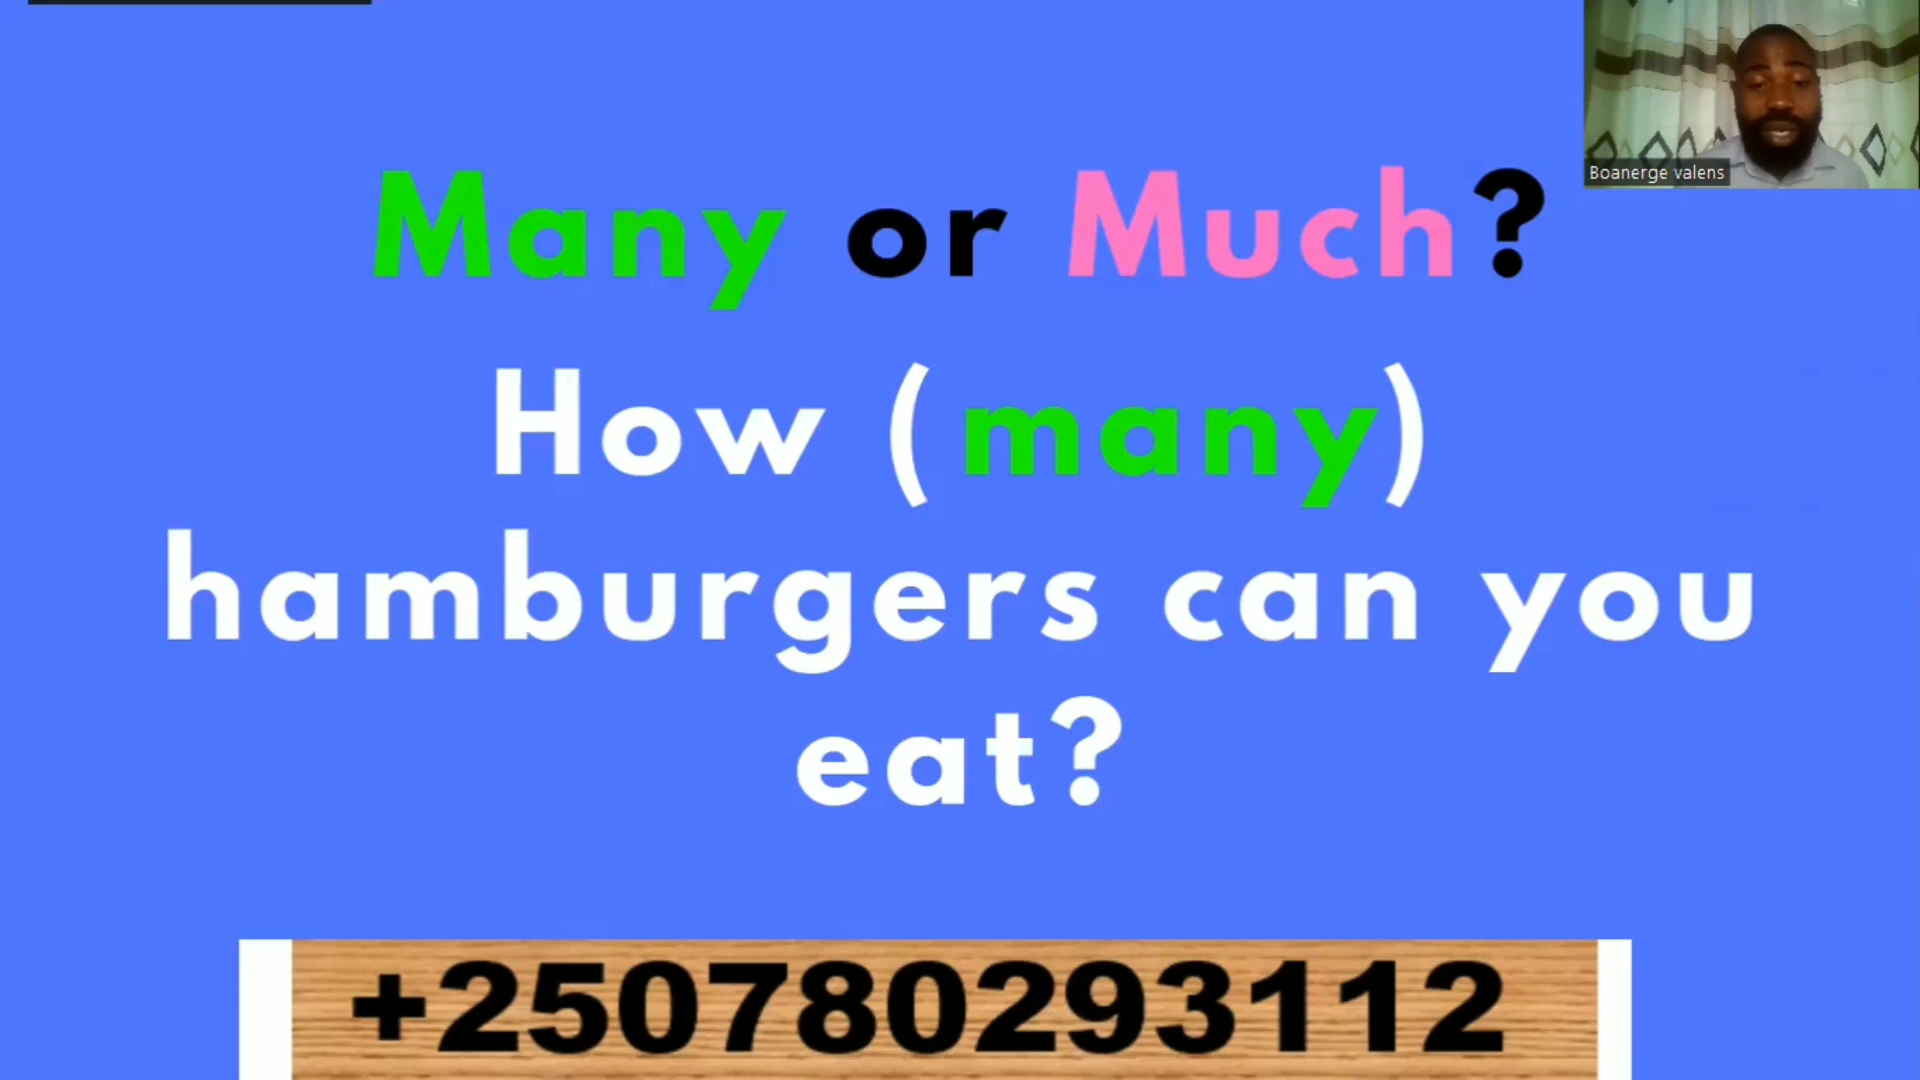 Many or Much?
How (many)
hamburgers can you
eat?
+250780293112
Boanerge valens